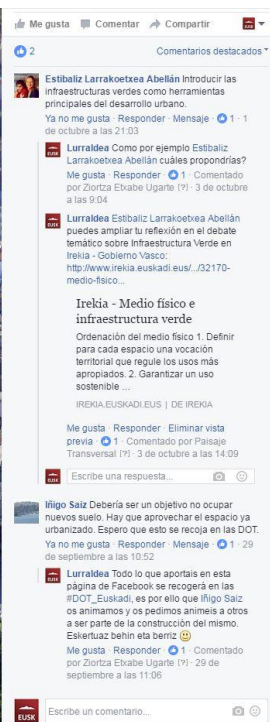 Me gusta Comentar Compartir
2 Comentarios destacados
Estibaliz Larrakoetxea Abellán Introducir las
infraestructuras verdes como herramientas
principales del desarrollo urbano.
Ya no me gusta · Responder · Mensaje · 1 · 1
de octubre a las 21:03
Lurraldea Como por ejemplo Estibaliz
Larrakoetxea Abellán cuáles propondrías?
Me gusta · Responder · 1 · Comentado
por Ziortza Etxabe Ugarte [?] · 3 de octubre
a las 9:04
Lurraldea Estibaliz Larrakoetxea Abellán
puedes ampliar tu reflexión en el debate
temático sobre Infraestructura Verde en
Irekia - Gobierno Vasco:
http://www.irekia.euskadi.eus/.../32170-
medio-fisico...
Irekia - Medio físico e
infraestructura verde
Ordenación del medio físico 1. Definir
para cada espacio una vocación
territorial que regule los usos más
apropiados. 2. Garantizar un uso
sostenible ...
IREKIA.EUSKADI.EUS | DE IREKIA
Me gusta · Responder · Eliminar vista
previa · 1 · Comentado por Paisaje
Transversal [?] · 3 de octubre a las 14:09
Escribe una respuesta...
Iñigo Saiz Debería ser un objetivo no ocupar
nuevos suelo. Hay que aprovechar el espacio ya
urbanizado. Espero que esto se recoja en las DOT.
Ya no me gusta · Responder · Mensaje · 1 · 29
de septiembre a las 10:52
Lurraldea Todo lo que aportais en esta
página de Facebook se recogerá en las
#DOT_Euskadi, es por ello que Iñigo Saiz
os animamos y os pedimos animeis a otros
a ser parte de la construcción del mismo.
Eskertuaz behin eta berriz
Me gusta · Responder · 1 · Comentado
por Ziortza Etxabe Ugarte [?] · 29 de
septiembre a las 11:06
EUSK
Escribe un comentario...